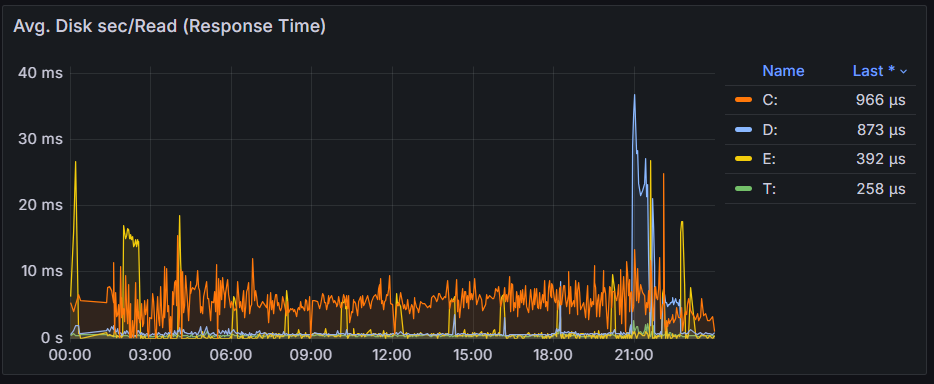 Avg. Disk sec/Read (Response Time)
40 ms
30 ms
20 ms
10 ms
0 s
00:00 03:00 06:00 09:00 12:00 15:00 18:00 21:00
Name Last *
C: 966 µs
D: 873 µs
E: 392 µs
T: 258 µs